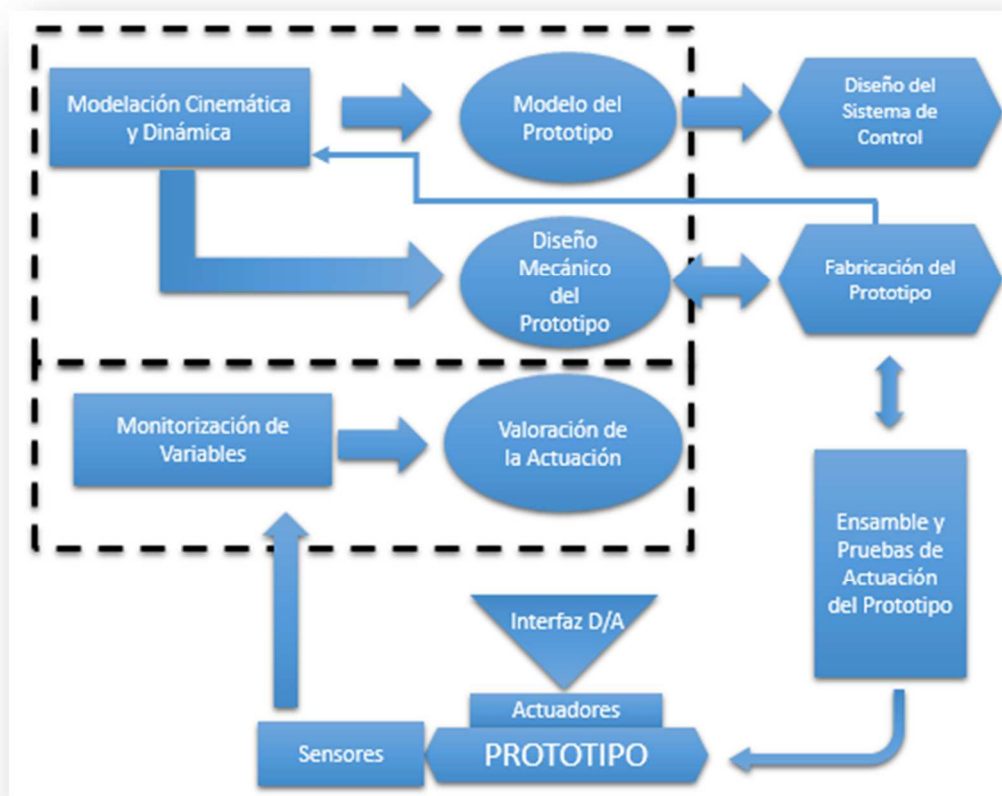 Modelación Cinemática
y Dinámica
Modelo del
Prototipo
Diseño del
Sistema de
Control
Diseño
Mecánico
del
Prototipo
Fabricación del
Prototipo
Monitorización de
Variables
Valoración de
la Actuación
Ensamble y
Pruebas de
Actuación
del Prototipo
Interfaz D/A
Actuadores
Sensores
PROTOTIPO